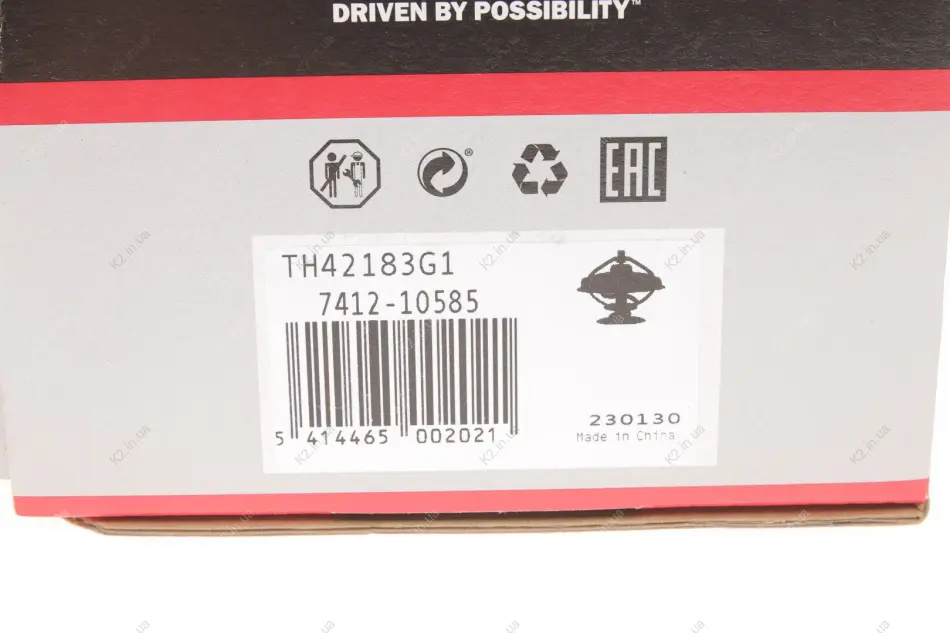 DRIVEN BY POSSIBILITY™
®
EAC
TH42183G1
7412-10585
5 414465 002021
230130
Made in China
K2.in.ua